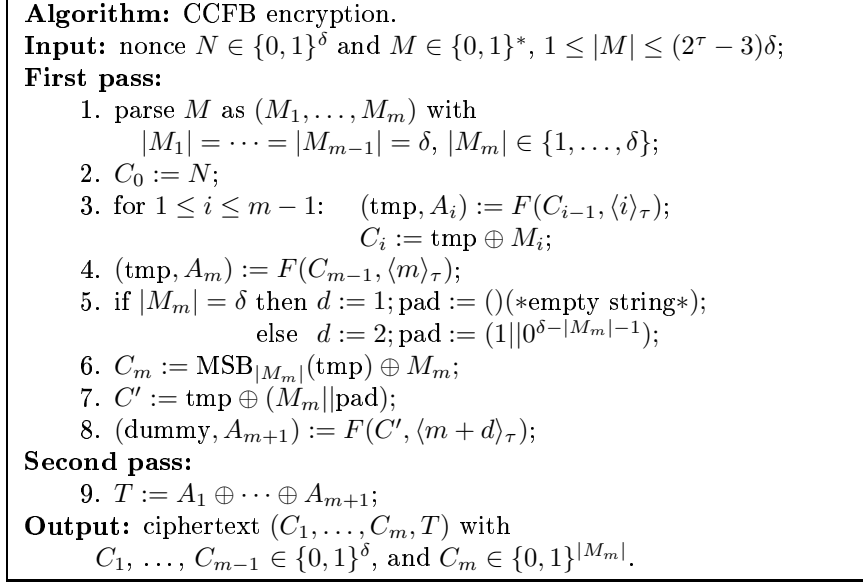 Algorithm: CCFB encryption.
Input: nonce N ∈ {0,1}^δ and M ∈ {0,1}^*, 1 ≤ |M| ≤ (2^τ − 3)δ;
First pass:
1. parse M as (M_1, . . . , M_m) with
|M_1| = · · · = |M_{m−1}| = δ, |M_m| ∈ {1, . . . , δ};
2. C_0 := N;
3. for 1 ≤ i ≤ m − 1: (tmp, A_i) := F(C_{i−1}, ⟨i⟩_τ);
C_i := tmp ⊕ M_i;
4. (tmp, A_m) := F(C_{m−1}, ⟨m⟩_τ);
5. if |M_m| = δ then d := 1; pad := ()(∗empty string∗);
else d := 2; pad := (1||0^{δ−|M_m|−1});
6. C_m := MSB_{|M_m|}(tmp) ⊕ M_m;
7. C′ := tmp ⊕ (M_m||pad);
8. (dummy, A_{m+1}) := F(C′, ⟨m + d⟩_τ);
Second pass:
9. T := A_1 ⊕ · · · ⊕ A_{m+1};
Output: ciphertext (C_1, . . . , C_m, T) with
C_1, . . . , C_{m−1} ∈ {0,1}^δ, and C_m ∈ {0,1}^{|M_m|}.